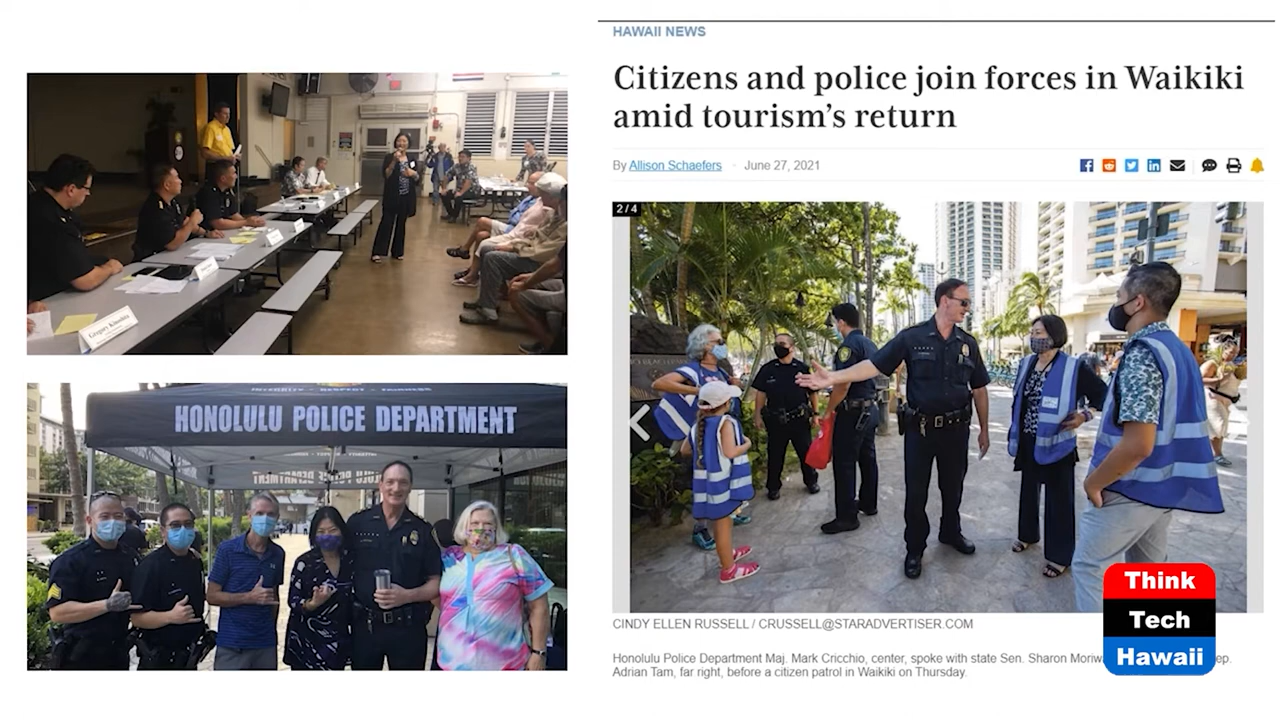 HAWAII NEWS
Citizens and police join forces in Waikiki
amid tourism's return
By Allison Schaefers · June 27, 2021
2/4
HONOLULU POLICE DEPARTMENT
CINDY ELLEN RUSSELL / CRUSSELL@STARADVERTISER.COM
Honolulu Police Department Maj. Mark Cricchio, center, spoke with state Sen. Sharon
Adrian Tam, far right, before a citizen patrol in Waikiki on Thursday.
Think
Tech
Hawaii